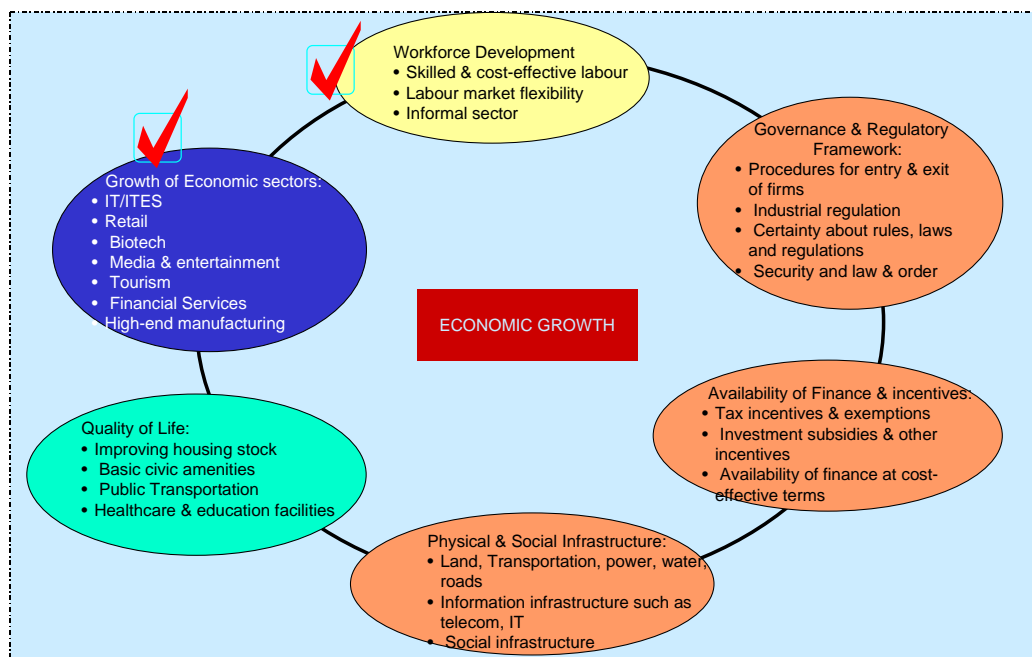 Workforce Development
• Skilled & cost-effective labour
• Labour market flexibility
• Informal sector
Governance & Regulatory
Framework:
• Procedures for entry & exit
of firms
• Industrial regulation
• Certainty about rules, laws
and regulations
• Security and law & order
Growth of Economic sectors:
• IT/ITES
• Retail
• Biotech
• Media & entertainment
• Tourism
• Financial Services
• High-end manufacturing
ECONOMIC GROWTH
Availability of Finance & incentives:
• Tax incentives & exemptions
• Investment subsidies & other
incentives
• Availability of finance at cost-
effective terms
Quality of Life:
• Improving housing stock
• Basic civic amenities
• Public Transportation
• Healthcare & education facilities
Physical & Social Infrastructure:
• Land, Transportation, power, water,
roads
• Information infrastructure such as
telecom, IT
• Social infrastructure